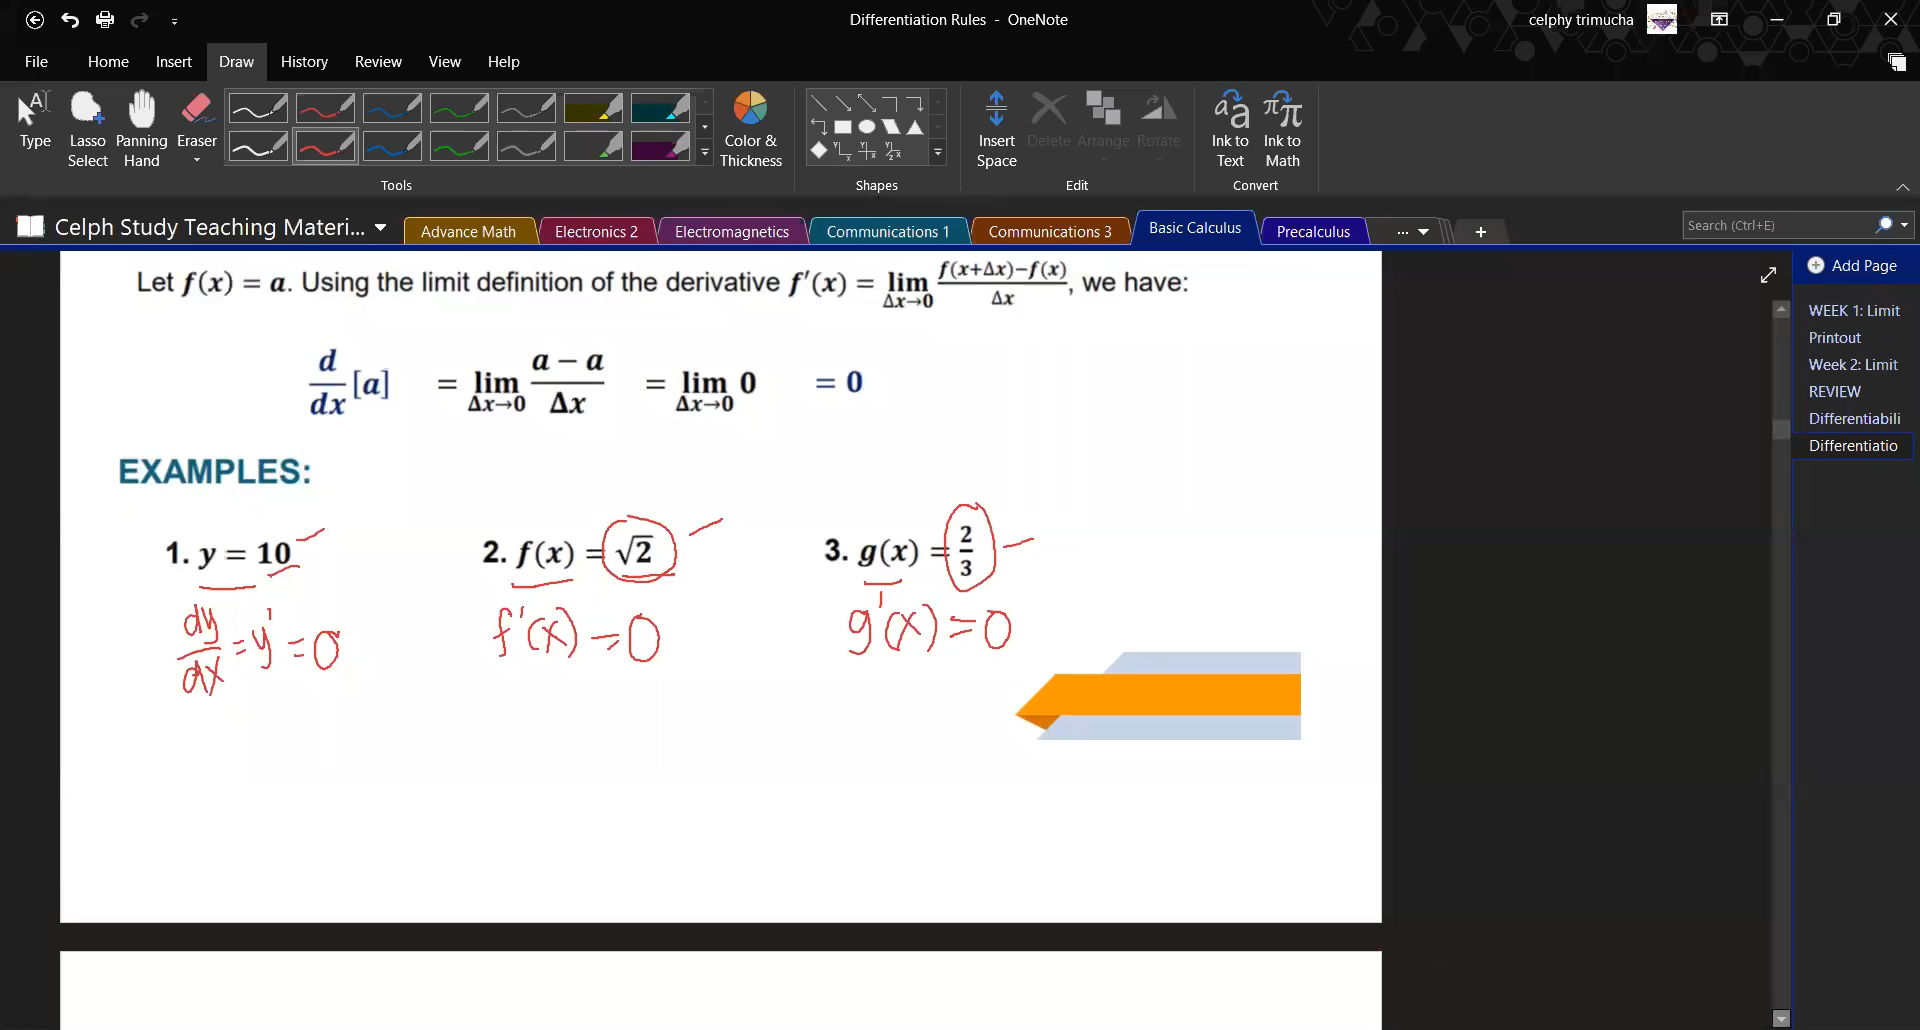 Differentiation Rules - OneNote
celphy trimucha
File Home Insert Draw History Review View Help
Type
Lasso Select
Panning Hand
Eraser
Color & Thickness
Insert Space
Delete
Arrange
Rotate
Ink to Text
Ink to Math
Tools
Shapes
Edit
Convert
Celph Study Teaching Materi...
Advance Math
Electronics 2
Electromagnetics
Communications 1
Communications 3
Basic Calculus
Precalculus
...
Search (Ctrl+E)
Add Page
WEEK 1: Limit
Printout
Week 2: Limit
REVIEW
Differentiabili
Differentiatio
Let f(x) = a. Using the limit definition of the derivative f′(x) = lim Δx→0 f(x+Δx)−f(x) / Δx, we have:
d/dx [a] = lim Δx→0 a − a / Δx = lim Δx→0 0 = 0
EXAMPLES:
1. y = 10 2. f(x) = √2 3. g(x) = 2/3
dy/dx = y' = 0 f'(x) = 0 g'(x) = 0